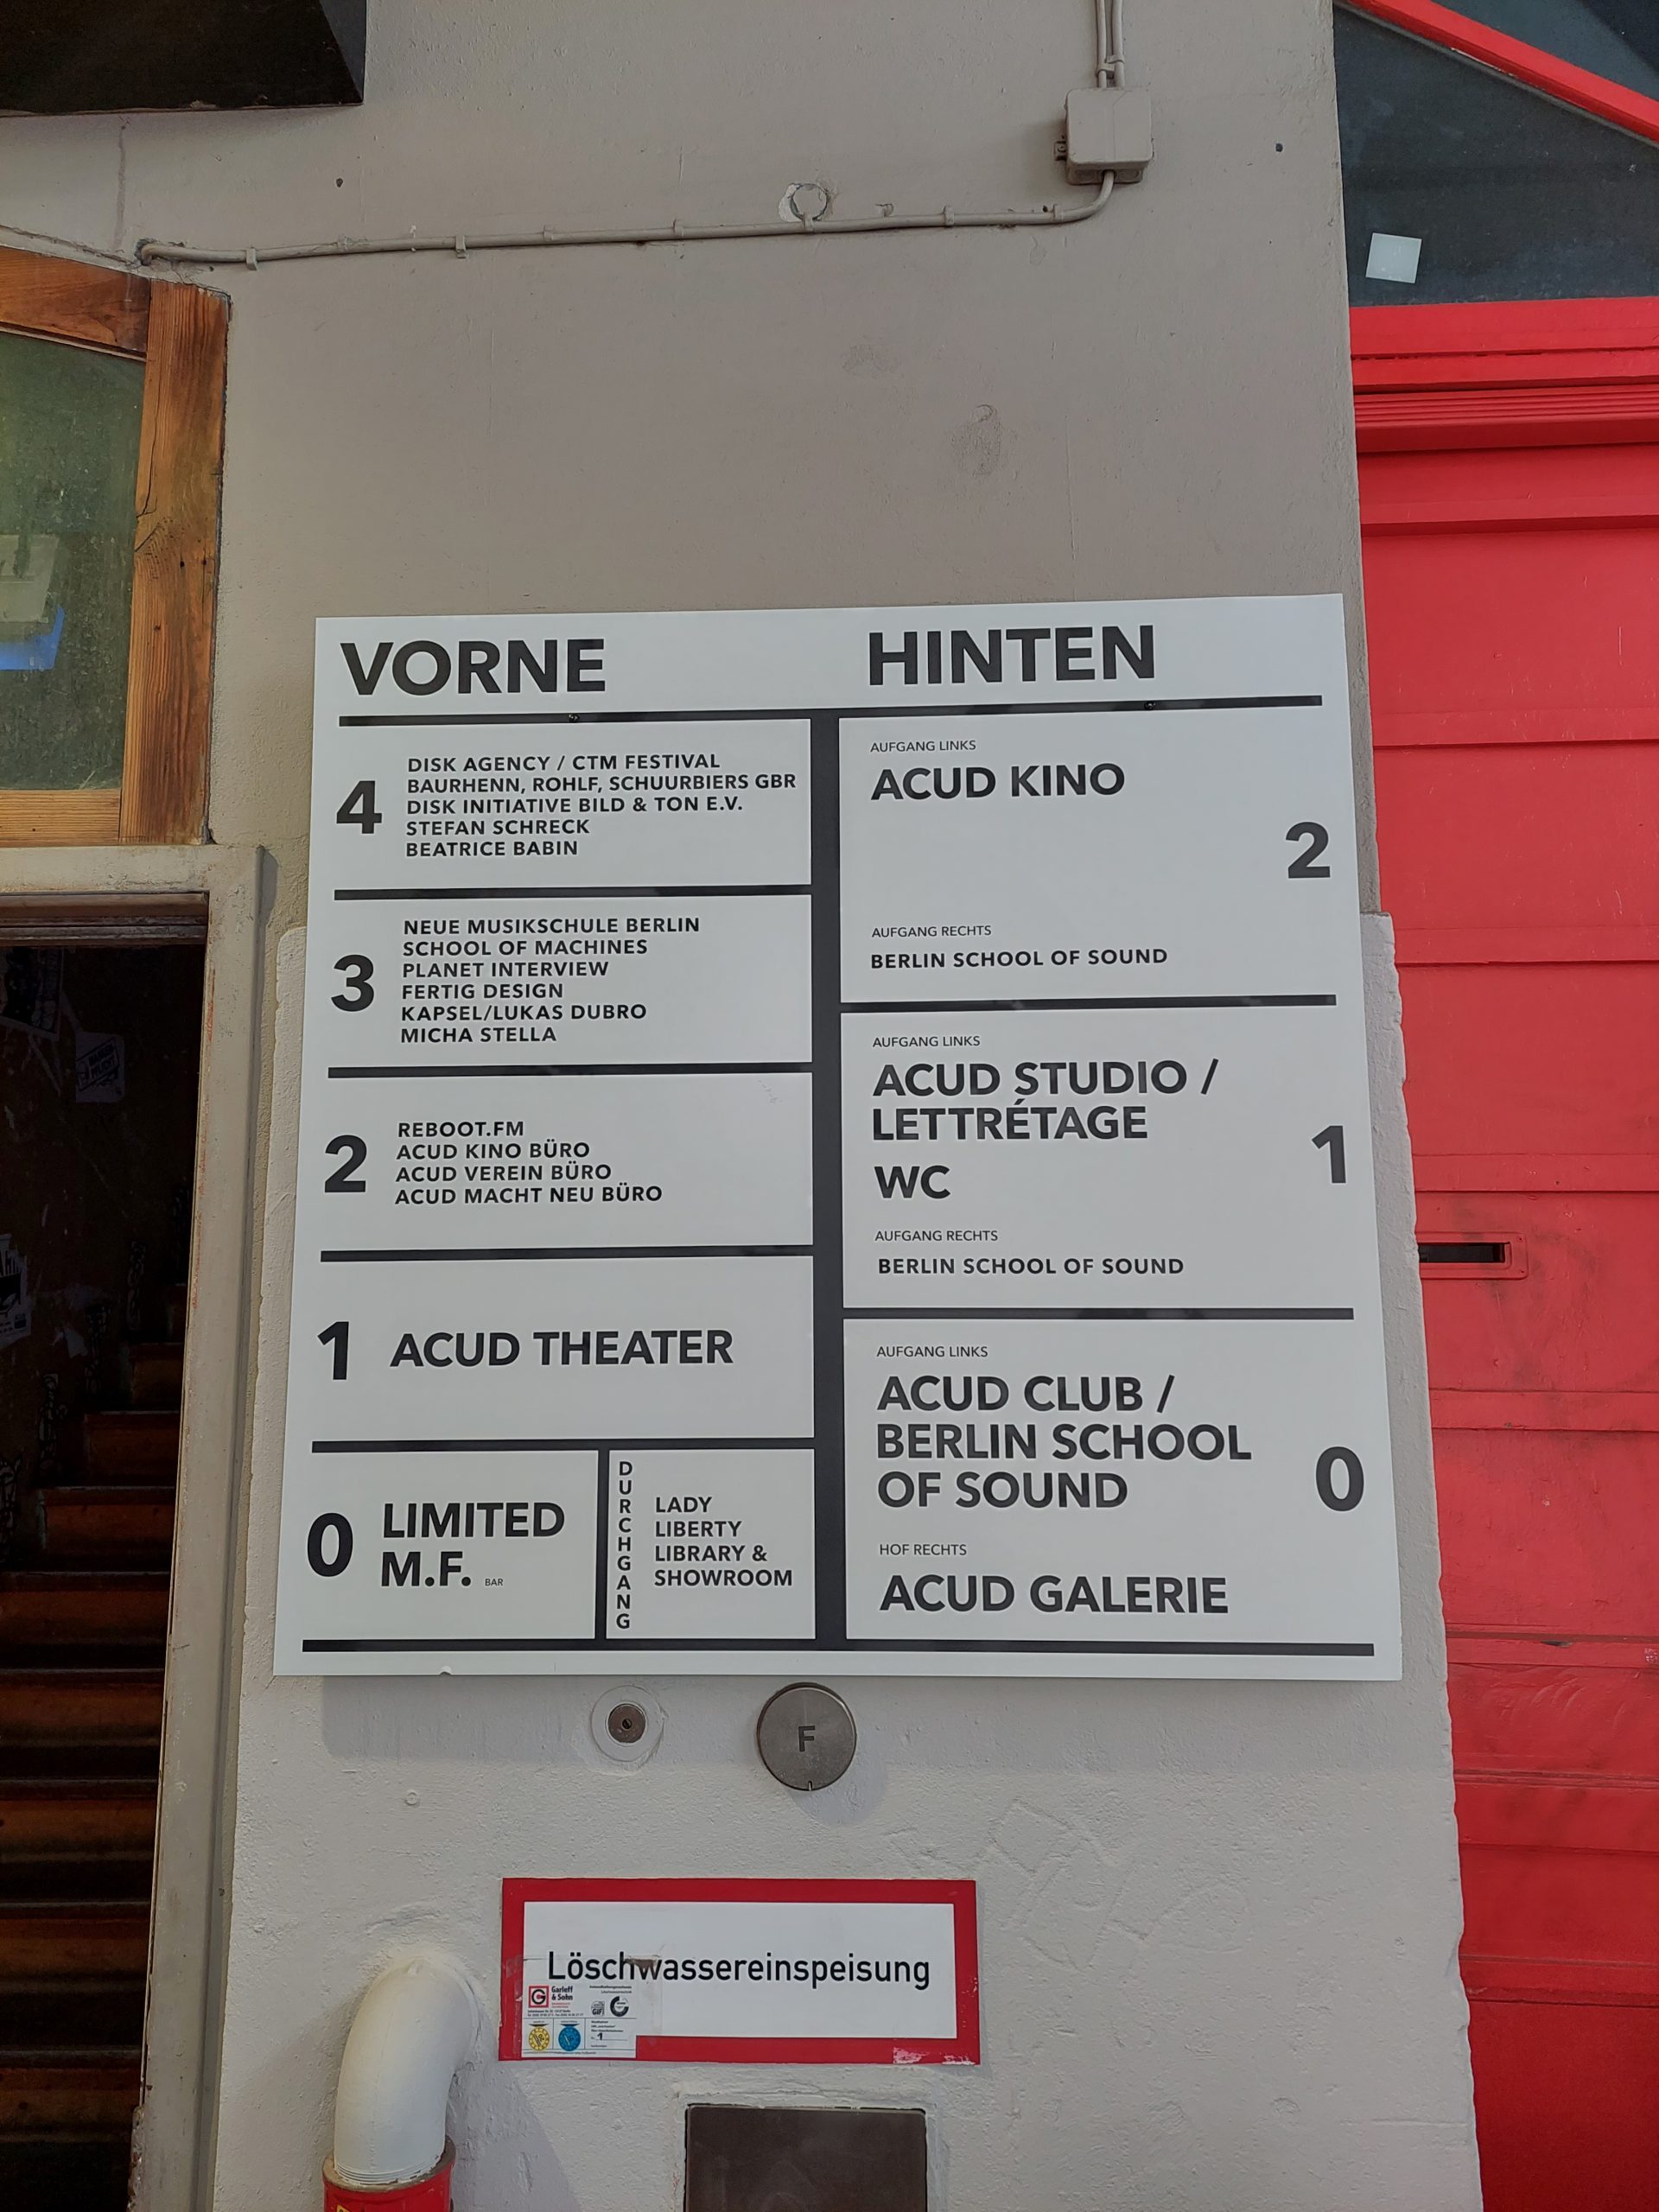 VORNE
4
DISK AGENCY / CTM FESTIVAL
BAURHENN, ROHLF, SCHUURBIERS GBR
DISK INITIATIVE BILD & TON E.V.
STEFAN SCHRECK
BEATRICE BABIN
3
NEUE MUSIKSCHULE BERLIN
SCHOOL OF MACHINES
PLANET INTERVIEW
FERTIG DESIGN
KAPSEL/LUKAS DUBRO
MICHA STELLA
2
REBOOT.FM
ACUD KINO BÜRO
ACUD VEREIN BÜRO
ACUD MACHT NEU BÜRO
1
ACUD THEATER
0
LIMITED
M.F. BAR
DURCHGANG
LADY
LIBERTY
LIBRARY &
SHOWROOM
HINTEN
AUFGANG LINKS
ACUD KINO
2
AUFGANG RECHTS
BERLIN SCHOOL OF SOUND
AUFGANG LINKS
ACUD STUDIO /
LETTRÉTAGE
WC
1
AUFGANG RECHTS
BERLIN SCHOOL OF SOUND
AUFGANG LINKS
ACUD CLUB /
BERLIN SCHOOL
OF SOUND
0
HOF RECHTS
ACUD GALERIE
F
Löschwassereinspeisung
G Garloff
& Sohn